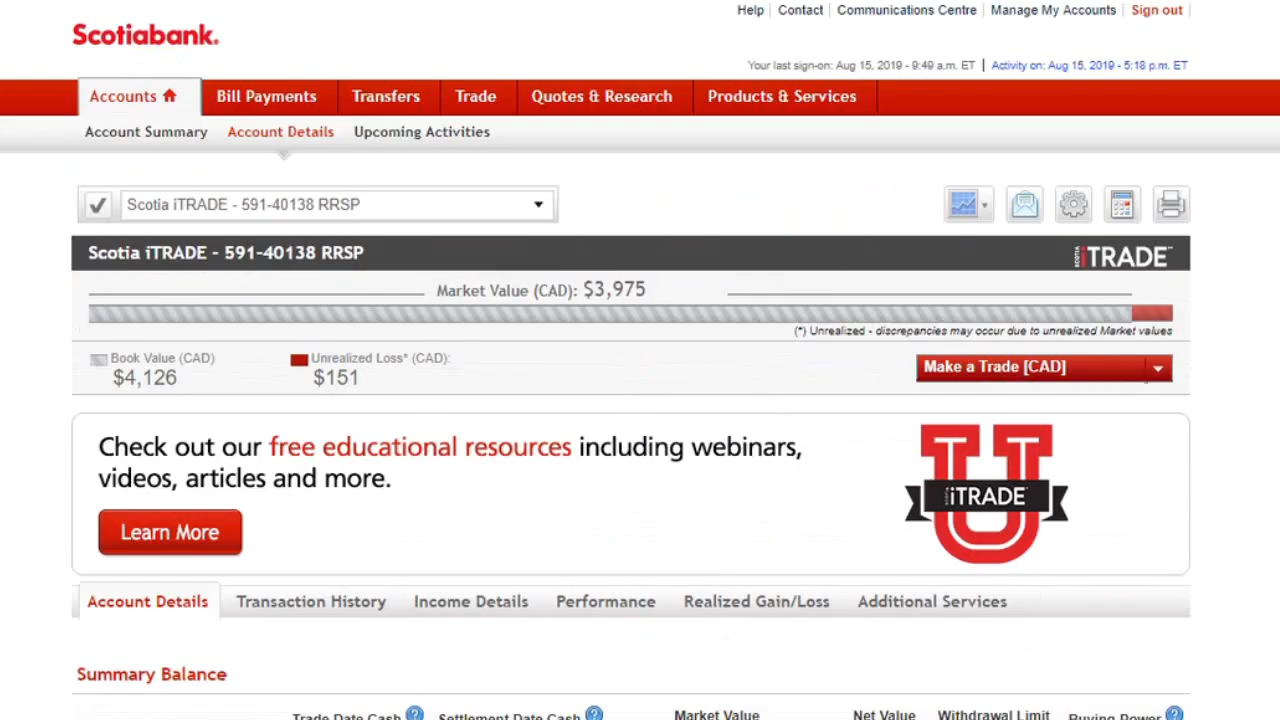 Help Contact Communications Centre Manage My Accounts Sign out
Scotiabank.
Your last sign-on: Aug 15, 2019 - 9:49 a.m. ET | Activity on: Aug 15, 2019 - 5:18 p.m. ET
Accounts Bill Payments Transfers Trade Quotes & Research Products & Services
Account Summary Account Details Upcoming Activities
Scotia iTRADE - 591-40138 RRSP
Scotia iTRADE - 591-40138 RRSP SCOTIA iTRADE
Market Value (CAD): $3,975
(*) Unrealized - discrepancies may occur due to unrealized Market values
Book Value (CAD) Unrealized Loss* (CAD):
$4,126 $151
Make a Trade [CAD]
Check out our free educational resources including webinars,
videos, articles and more.
SCOTIA iTRADE
Learn More
Account Details Transaction History Income Details Performance Realized Gain/Loss Additional Services
Summary Balance
Trade Date Cash Settlement Date Cash Market Value Net Value Withdrawal Limit Buying Power